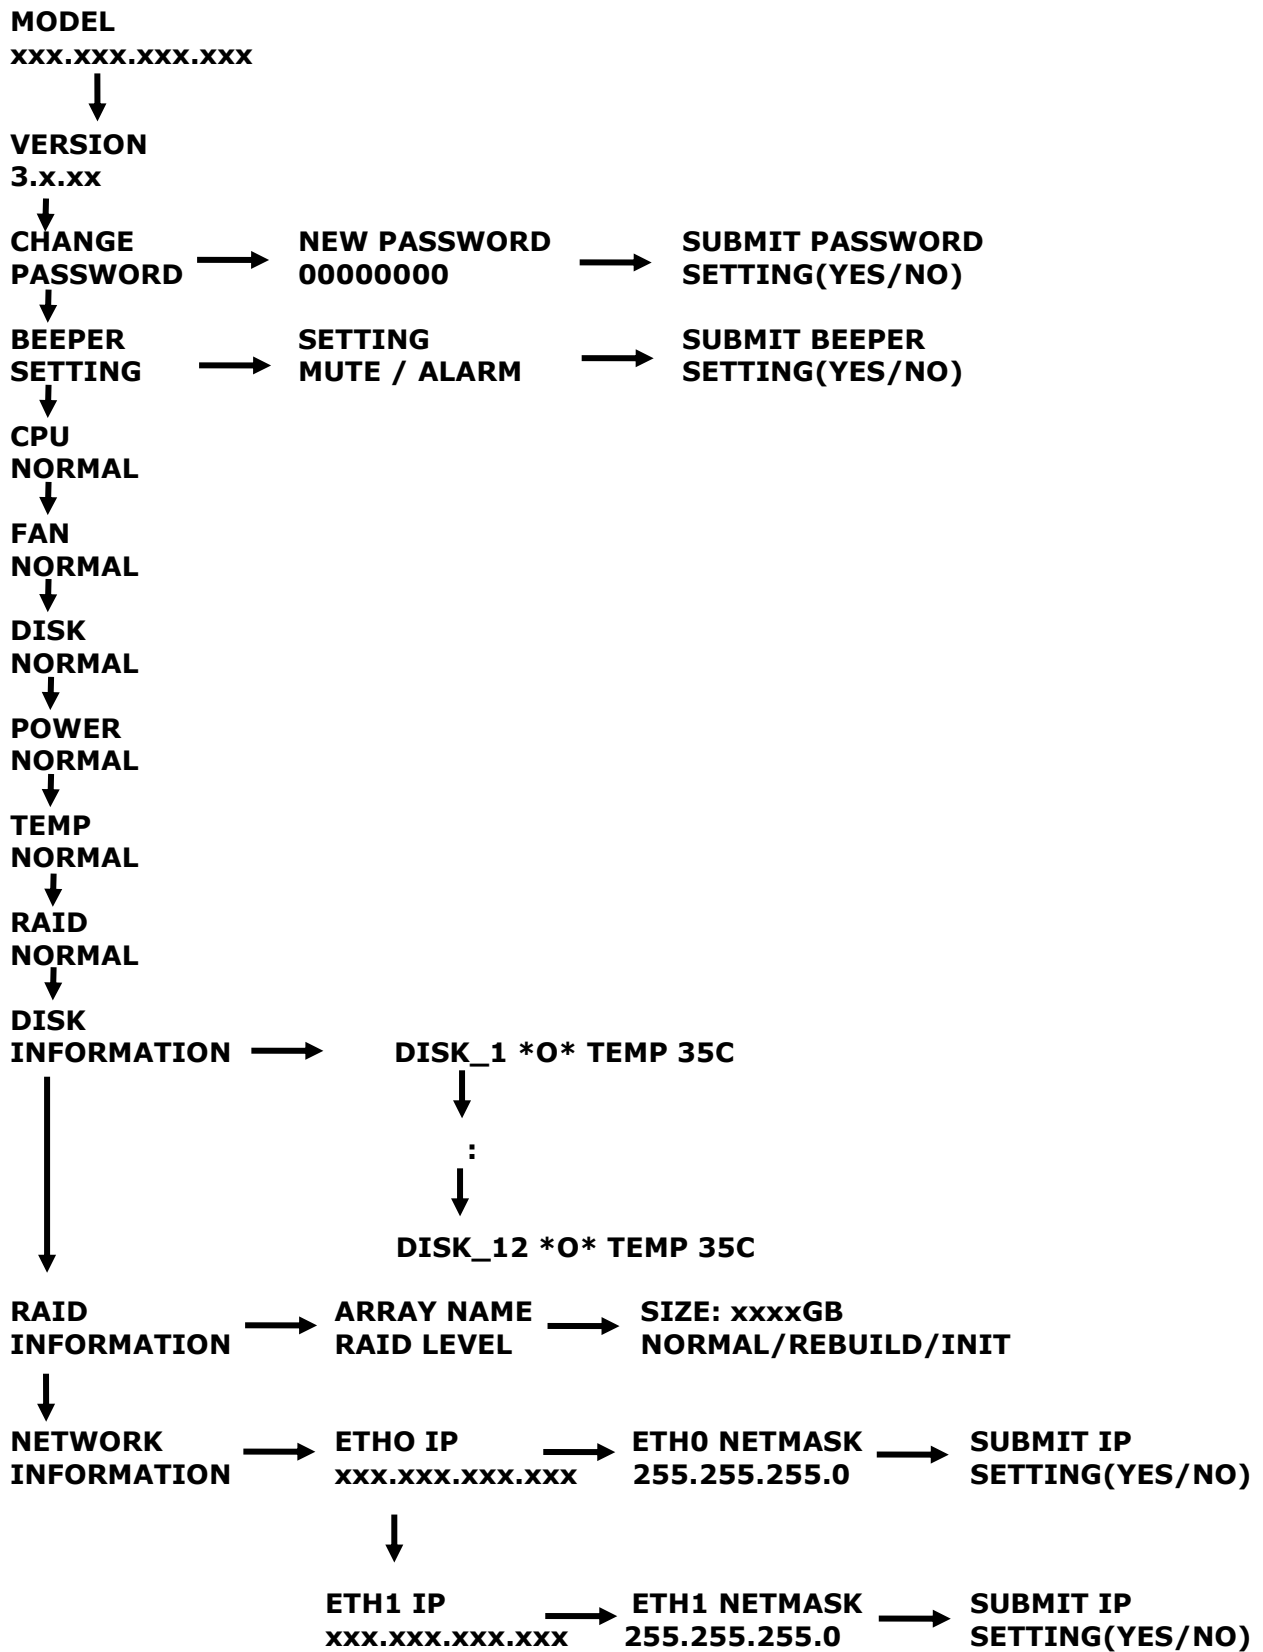 MODEL
xxx.xxx.xxx.xxx
VERSION
3.x.xx
CHANGE PASSWORD
NEW PASSWORD
00000000
SUBMIT PASSWORD
SETTING(YES/NO)
BEEPER
SETTING
SETTING
MUTE / ALARM
SUBMIT BEEPER
SETTING(YES/NO)
CPU
NORMAL
FAN
NORMAL
DISK
NORMAL
POWER
NORMAL
TEMP
NORMAL
RAID
NORMAL
DISK
INFORMATION
DISK_1 *O* TEMP 35C
:
DISK_12 *O* TEMP 35C
RAID
INFORMATION
ARRAY NAME
RAID LEVEL
SIZE: xxxxGB
NORMAL/REBUILD/INIT
NETWORK
INFORMATION
ETHO IP
xxx.xxx.xxx.xxx
ETH0 NETMASK
255.255.255.0
SUBMIT IP
SETTING(YES/NO)
ETH1 IP
xxx.xxx.xxx.xxx
ETH1 NETMASK
255.255.255.0
SUBMIT IP
SETTING(YES/NO)